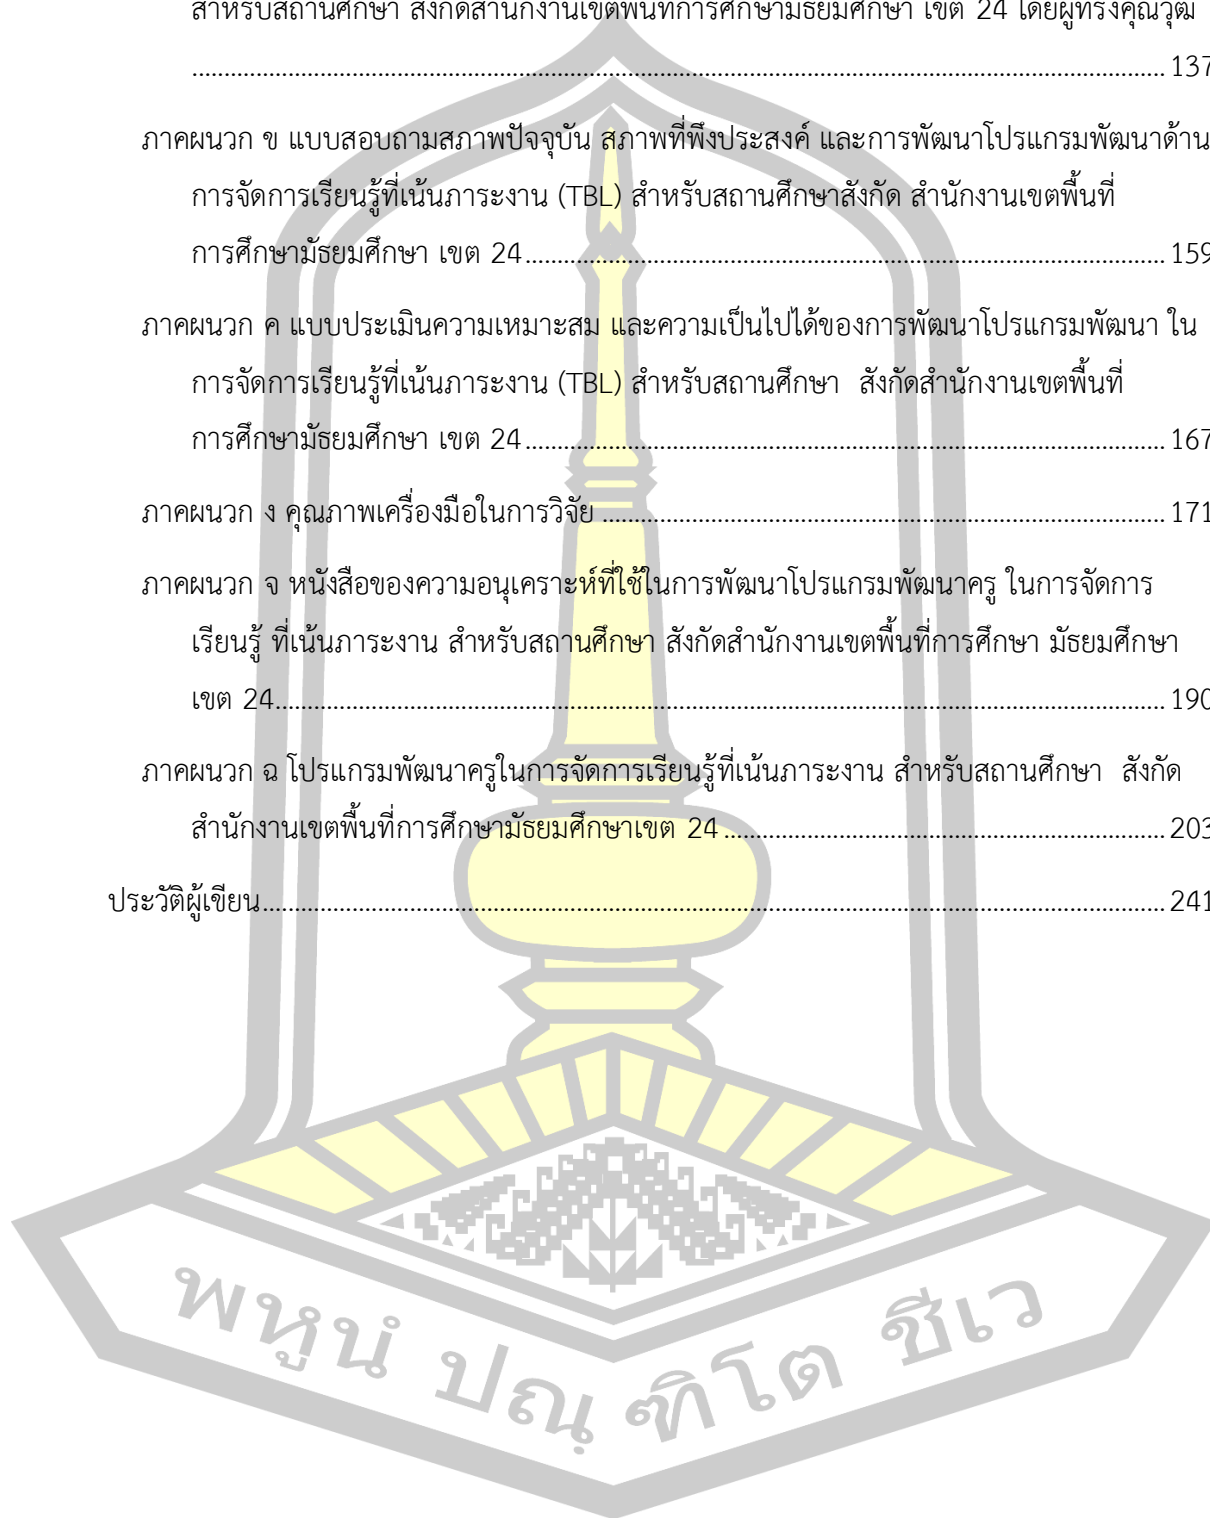 สำหรับสถานศึกษา สังกัดสำนักงานเขตพื้นที่การศึกษามัธยมศึกษา เขต 24 โดยผู้ทรงคุณวุฒิ
........................................................................ 137
ภาคผนวก ข แบบสอบถามสภาพปัจจุบัน สภาพที่พึงประสงค์ และการพัฒนาโปรแกรมพัฒนาด้าน
การจัดการเรียนรู้ที่เน้นภาระงาน (TBL) สำหรับสถานศึกษาสังกัด สำนักงานเขตพื้นที่
การศึกษามัธยมศึกษา เขต 24 ........................................................................ 159
ภาคผนวก ค แบบประเมินความเหมาะสม และความเป็นไปได้ของการพัฒนาโปรแกรมพัฒนา ใน
การจัดการเรียนรู้ที่เน้นภาระงาน (TBL) สำหรับสถานศึกษา สังกัดสำนักงานเขตพื้นที่
การศึกษามัธยมศึกษา เขต 24 ........................................................................ 167
ภาคผนวก ง คุณภาพเครื่องมือในการวิจัย ........................................................................ 171
ภาคผนวก จ หนังสือของความอนุเคราะห์ที่ใช้ในการพัฒนาโปรแกรมพัฒนาครู ในการจัดการ
เรียนรู้ ที่เน้นภาระงาน สำหรับสถานศึกษา สังกัดสำนักงานเขตพื้นที่การศึกษา มัธยมศึกษา
เขต 24........................................................................ 190
ภาคผนวก ฉ โปรแกรมพัฒนาครูในการจัดการเรียนรู้ที่เน้นภาระงาน สำหรับสถานศึกษา สังกัด
สำนักงานเขตพื้นที่การศึกษามัธยมศึกษาเขต 24 ........................................................................ 203
ประวัติผู้เขียน........................................................................ 241
พหูนํ ปณฺ ฑิโต ชีเว